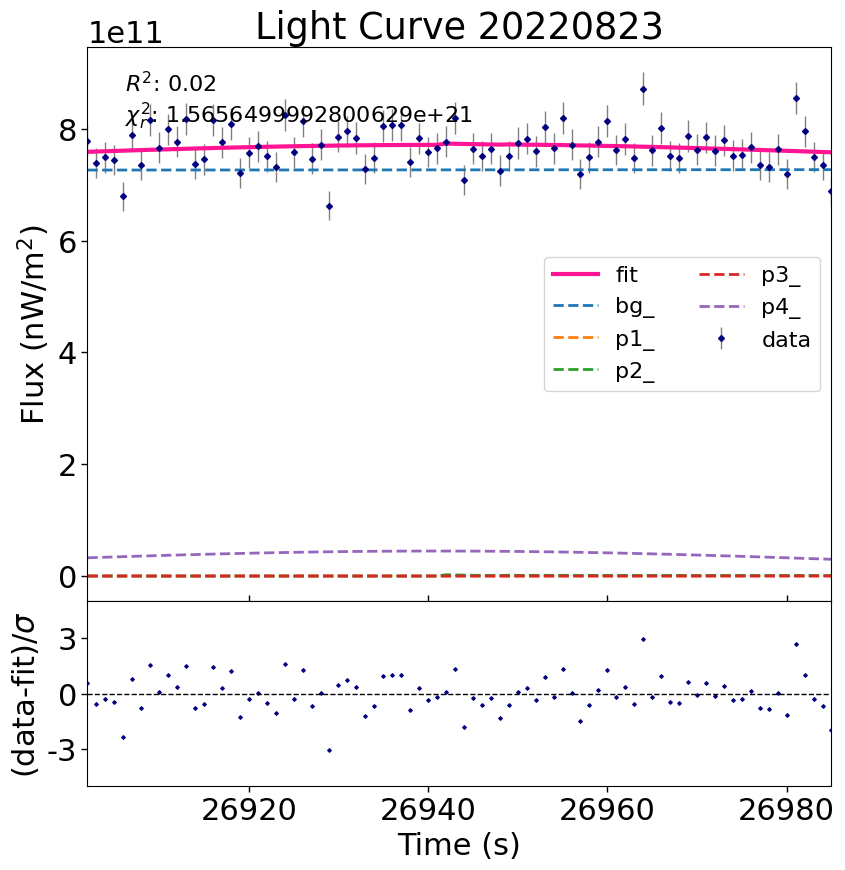 Light Curve 20220823
1e11
R²: 0.02
χ²ᵣ: 1.5656499992800629e+21
8
6
4
2
0
Flux (nW/m²)
fit
bg_
p1_
p2_
p3_
p4_
data
3
0
-3
(data-fit)/σ
26920 26940 26960 26980
Time (s)